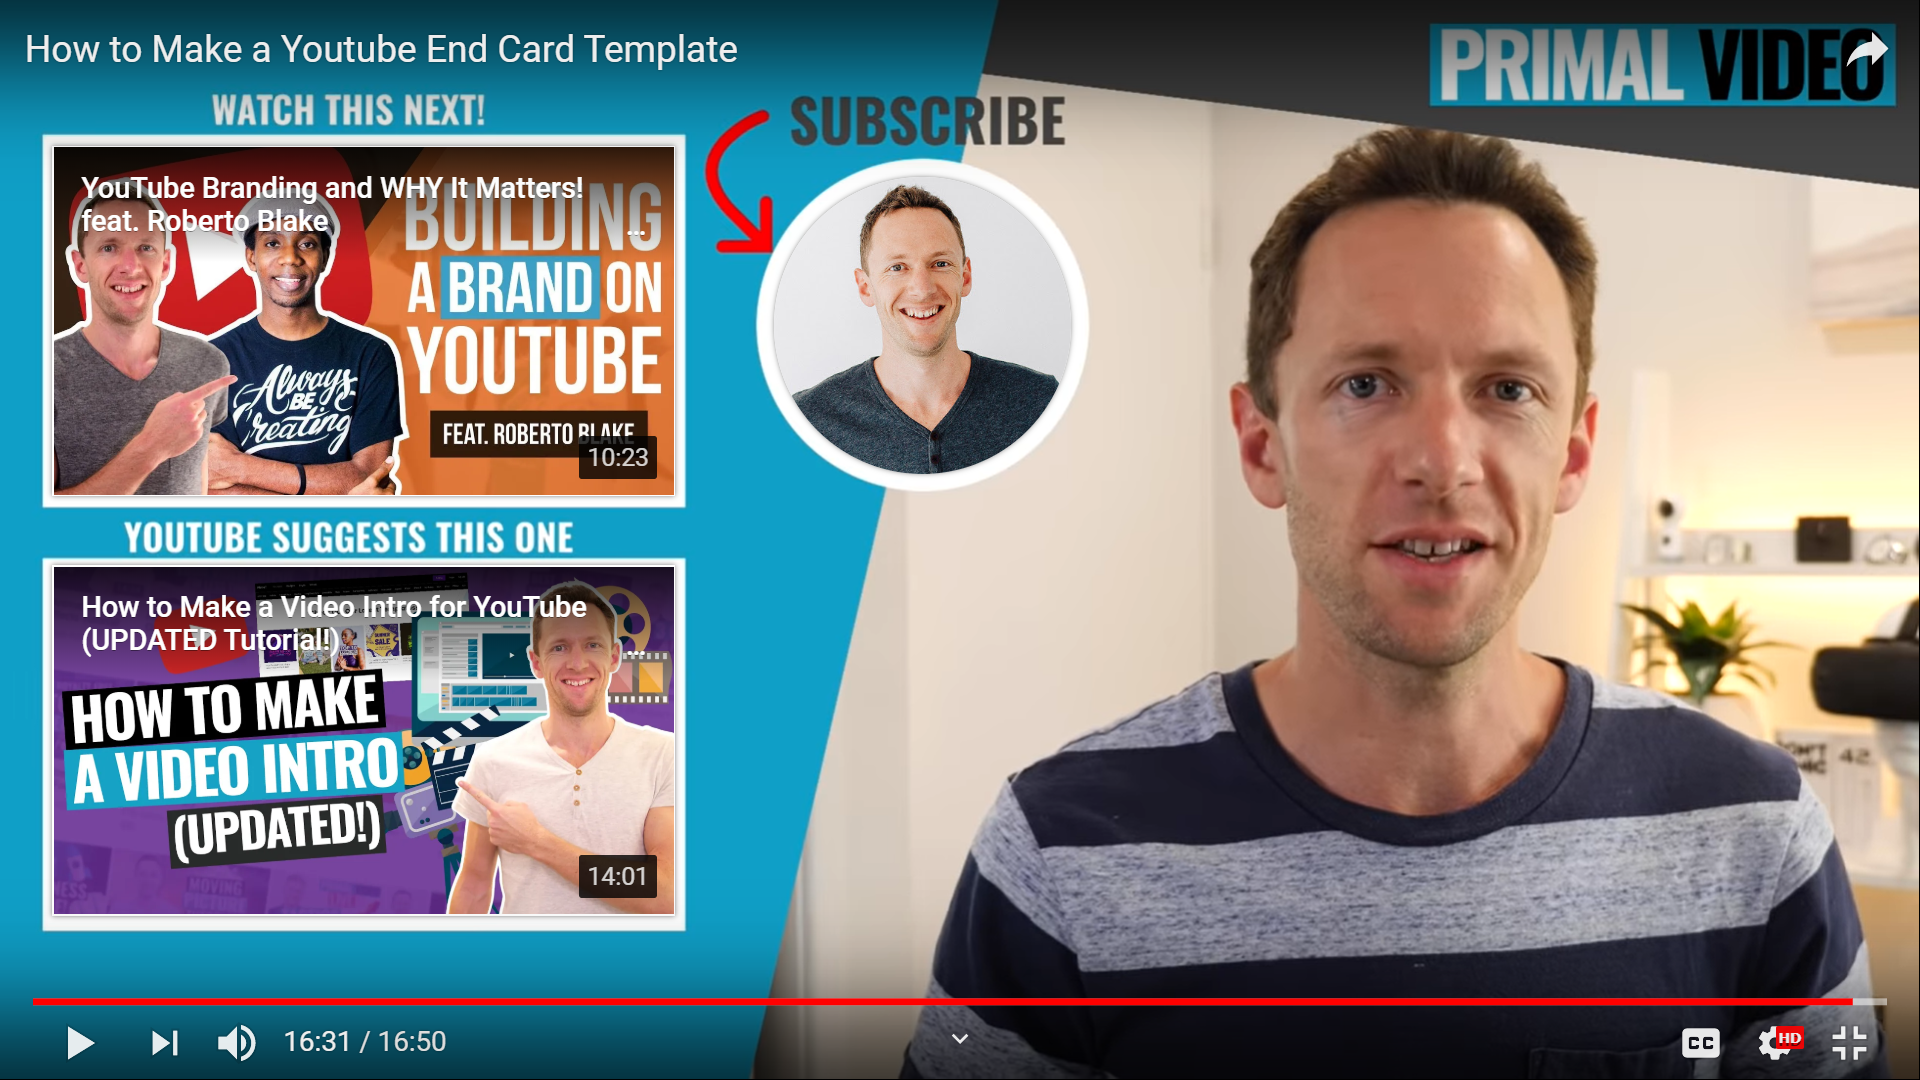 How to Make a Youtube End Card Template
PRIMAL VIDEO
WATCH THIS NEXT!
SUBSCRIBE
YouTube Branding and WHY It Matters!
feat. Roberto Blake
...
BUILDING
A BRAND ON
YOUTUBE
FEAT. ROBERTO BLAKE
Always
BE
Creating
10:23
YOUTUBE SUGGESTS THIS ONE
How to Make a Video Intro for YouTube
(UPDATED Tutorial!)
...
HOW TO MAKE
A VIDEO INTRO
(UPDATED!)
14:01
16:31 / 16:50
CC
HD